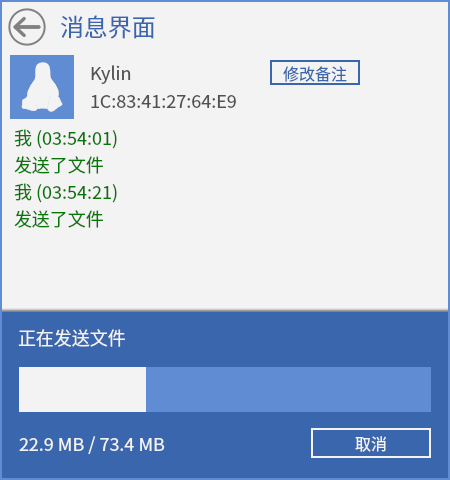 消息界面
Kylin
修改备注
1C:83:41:27:64:E9
我 (03:54:01)
发送了文件
我 (03:54:21)
发送了文件
正在发送文件
22.9 MB / 73.4 MB
取消